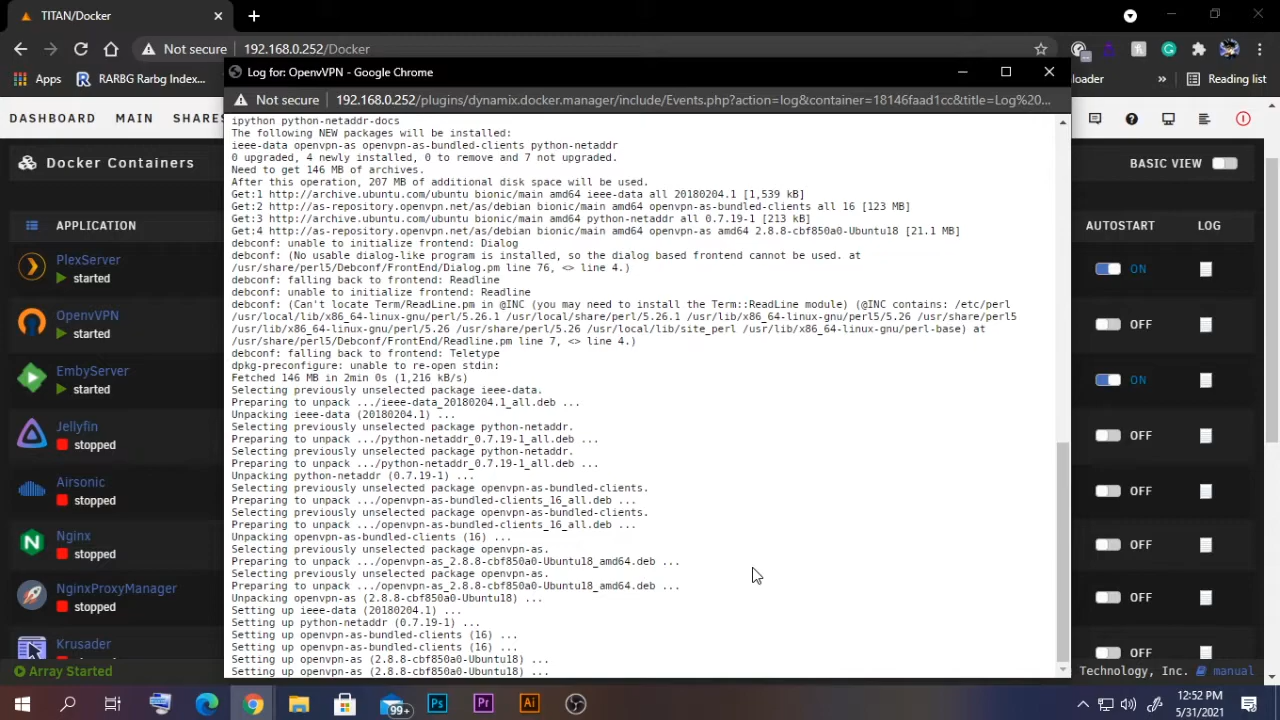 TITAN/Docker
Not secure 192.168.0.252/Docker
Apps RARBG Rarbg Index... loader » Reading list
Log for: OpenvVPN - Google Chrome
Not secure 192.168.0.252/plugins/dynamix.docker.manager/include/Events.php?action=log&container=18146faad1cc&title=Log%20...
DASHBOARD MAIN SHARES
Docker Containers
BASIC VIEW
APPLICATION
AUTOSTART LOG
PlexServer
started
ON
OpenvVPN
started
OFF
EmbyServer
started
ON
Jellyfin
stopped
OFF
Airsonic
stopped
OFF
Nginx
stopped
OFF
NginxProxyManager
stopped
OFF
Krusader
OFF
ipython python-netaddr-docs
The following NEW packages will be installed:
ieee-data openvpn-as openvpn-as-bundled-clients python-netaddr
0 upgraded, 4 newly installed, 0 to remove and 7 not upgraded.
Need to get 146 MB of archives.
After this operation, 207 MB of additional disk space will be used.
Get:1 http://archive.ubuntu.com/ubuntu bionic/main amd64 ieee-data all 20180204.1 [1,539 kB]
Get:2 http://as-repository.openvpn.net/as/debian bionic/main amd64 openvpn-as-bundled-clients all 16 [123 MB]
Get:3 http://archive.ubuntu.com/ubuntu bionic/main amd64 python-netaddr all 0.7.19-1 [213 kB]
Get:4 http://as-repository.openvpn.net/as/debian bionic/main amd64 openvpn-as amd64 2.8.8-cbf850a0-Ubuntu18 [21.1 MB]
debconf: unable to initialize frontend: Dialog
debconf: (No usable dialog-like program is installed, so the dialog based frontend cannot be used. at
/usr/share/perl5/Debconf/FrontEnd/Dialog.pm line 76, <> line 4.)
debconf: falling back to frontend: Readline
debconf: unable to initialize frontend: Readline
debconf: (Can't locate Term/ReadLine.pm in @INC (you may need to install the Term::ReadLine module) (@INC contains: /etc/perl
/usr/local/lib/x86_64-linux-gnu/perl/5.26.1 /usr/local/share/perl/5.26.1 /usr/lib/x86_64-linux-gnu/perl5/5.26 /usr/share/perl5
/usr/lib/x86_64-linux-gnu/perl/5.26 /usr/share/perl/5.26 /usr/local/lib/site_perl /usr/lib/x86_64-linux-gnu/perl-base) at
/usr/share/perl5/Debconf/FrontEnd/Readline.pm line 7, <> line 4.)
debconf: falling back to frontend: Teletype
dpkg-preconfigure: unable to re-open stdin:
Fetched 146 MB in 2min 0s (1,216 kB/s)
Selecting previously unselected package ieee-data.
Preparing to unpack .../ieee-data_20180204.1_all.deb ...
Unpacking ieee-data (20180204.1) ...
Selecting previously unselected package python-netaddr.
Preparing to unpack .../python-netaddr_0.7.19-1_all.deb ...
Selecting previously unselected package python-netaddr.
Preparing to unpack .../python-netaddr_0.7.19-1_all.deb ...
Unpacking python-netaddr (0.7.19-1) ...
Selecting previously unselected package openvpn-as-bundled-clients.
Preparing to unpack .../openvpn-as-bundled-clients_16_all.deb ...
Selecting previously unselected package openvpn-as-bundled-clients.
Preparing to unpack .../openvpn-as-bundled-clients_16_all.deb ...
Unpacking openvpn-as-bundled-clients (16) ...
Selecting previously unselected package openvpn-as.
Preparing to unpack .../openvpn-as_2.8.8-cbf850a0-Ubuntu18_amd64.deb ...
Selecting previously unselected package openvpn-as.
Preparing to unpack .../openvpn-as_2.8.8-cbf850a0-Ubuntu18_amd64.deb ...
Unpacking openvpn-as (2.8.8-cbf850a0-Ubuntu18) ...
Setting up ieee-data (20180204.1) ...
Setting up python-netaddr (0.7.19-1) ...
Setting up openvpn-as-bundled-clients (16) ...
Setting up openvpn-as-bundled-clients (16) ...
Setting up openvpn-as (2.8.8-cbf850a0-Ubuntu18) ...
Setting up openvpn-as (2.8.8-cbf850a0-Ubuntu18) ...
Array Started
Technology, Inc. manual
99+ Ps Pr Ai
12:52 PM
5/31/2021